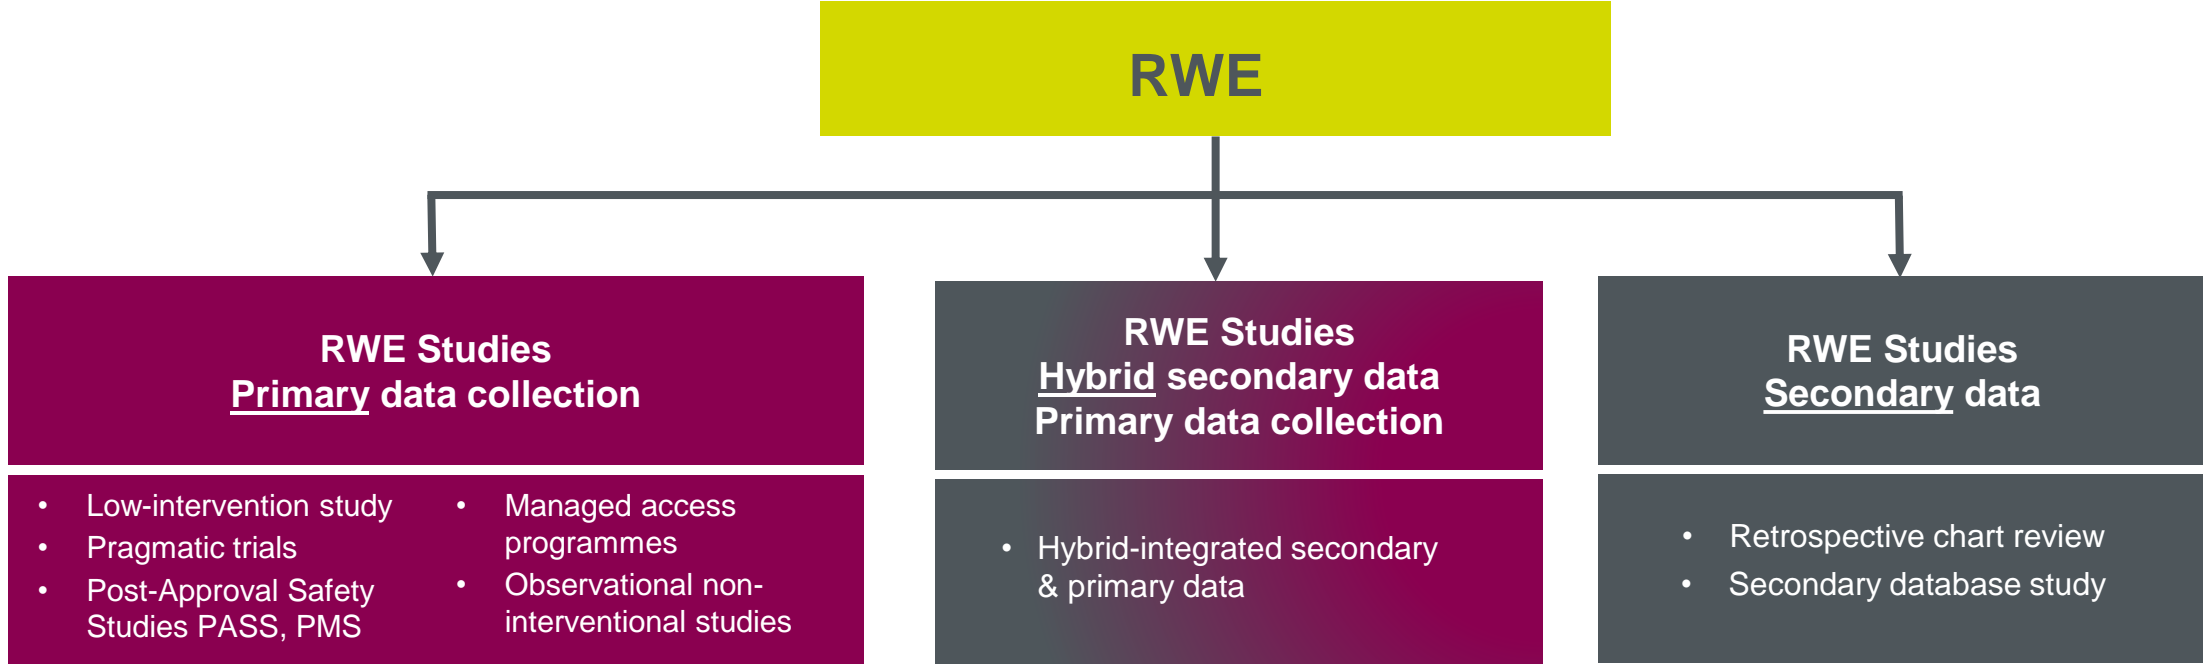 RWE
RWE Studies
Primary data collection
• Low-intervention study
• Pragmatic trials
• Post-Approval Safety
Studies PASS, PMS
• Managed access
programmes
• Observational non-
interventional studies
RWE Studies
Hybrid secondary data
Primary data collection
• Hybrid-integrated secondary
& primary data
RWE Studies
Secondary data
• Retrospective chart review
• Secondary database study